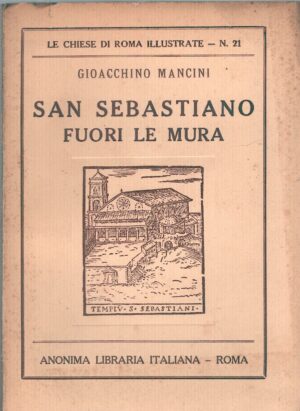 LE CHIESE DI ROMA ILLUSTRATE — N. 21
GIOACCHINO MANCINI
SAN SEBASTIANO
FUORI LE MURA
TEMPLV · S · SEBASTIANI ·
ANONIMA LIBRARIA ITALIANA - ROMA